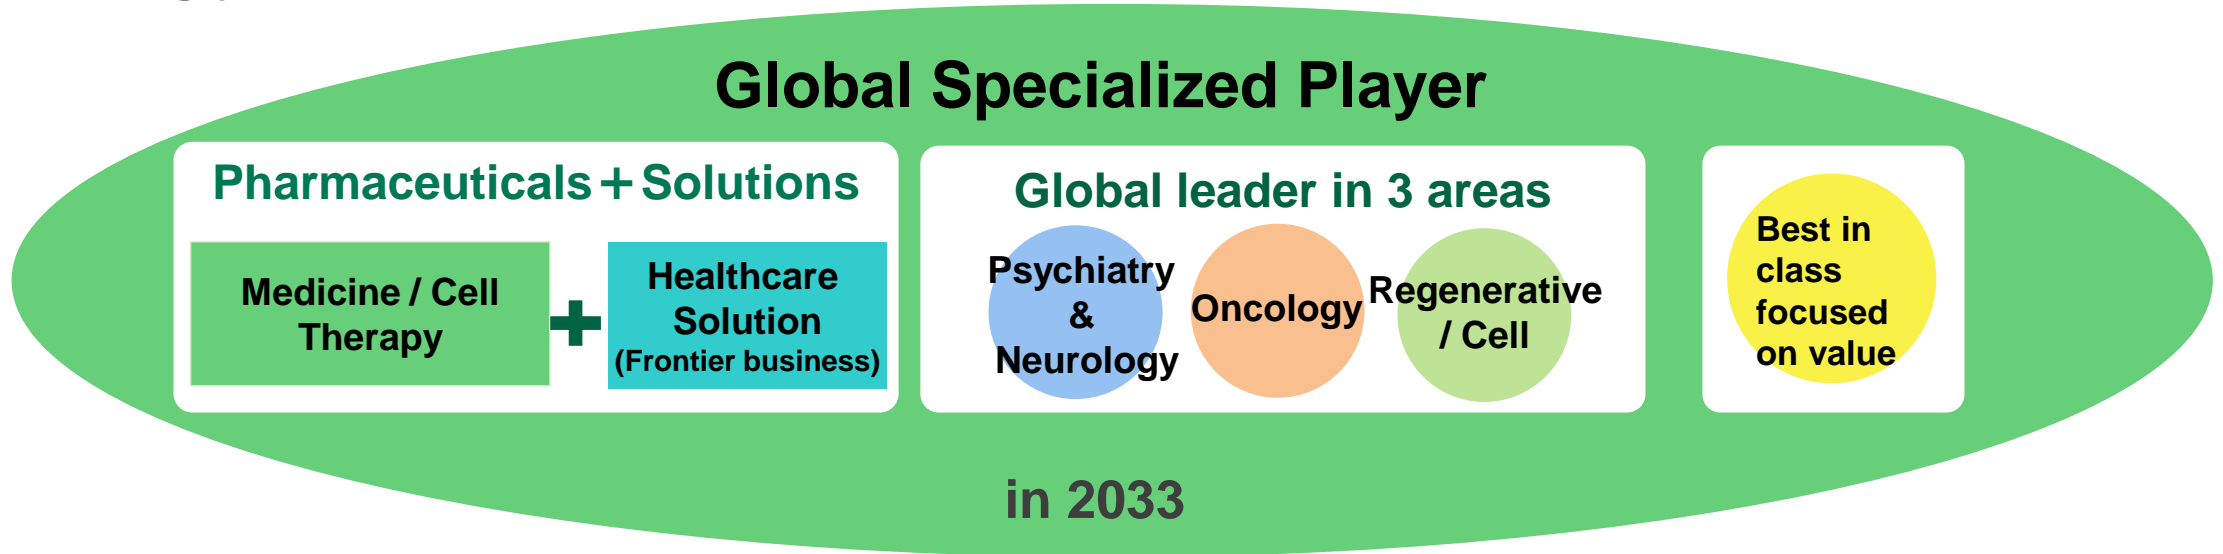 Global Specialized Player
Pharmaceuticals+Solutions
Medicine / Cell
Therapy
+
Healthcare
Solution
(Frontier business)
Global leader in 3 areas
Psychiatry
&
Neurology
Oncology
Regenerative
/ Cell
Best in
class
focused
on value
in 2033